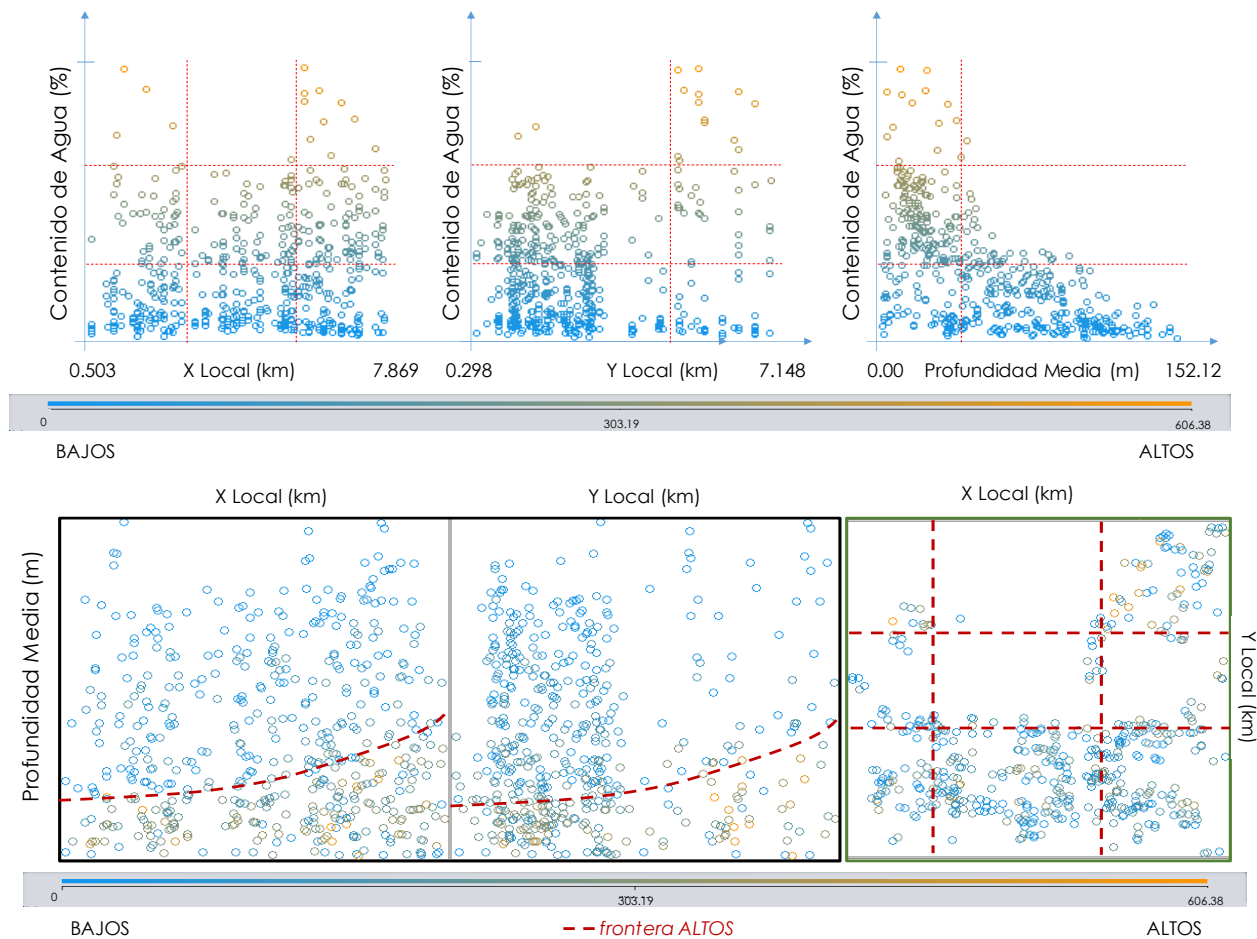 Contenido de Agua (%)
Contenido de Agua (%)
Contenido de Agua (%)
0.503 X Local (km) 7.869
0.298 Y Local (km) 7.148
0.00 Profundidad Media (m) 152.12
0 303.19 606.38
BAJOS ALTOS
X Local (km) Y Local (km) X Local (km)
Profundidad Media (m)
Y Local (km)
0 303.19 606.38
BAJOS frontera ALTOS ALTOS